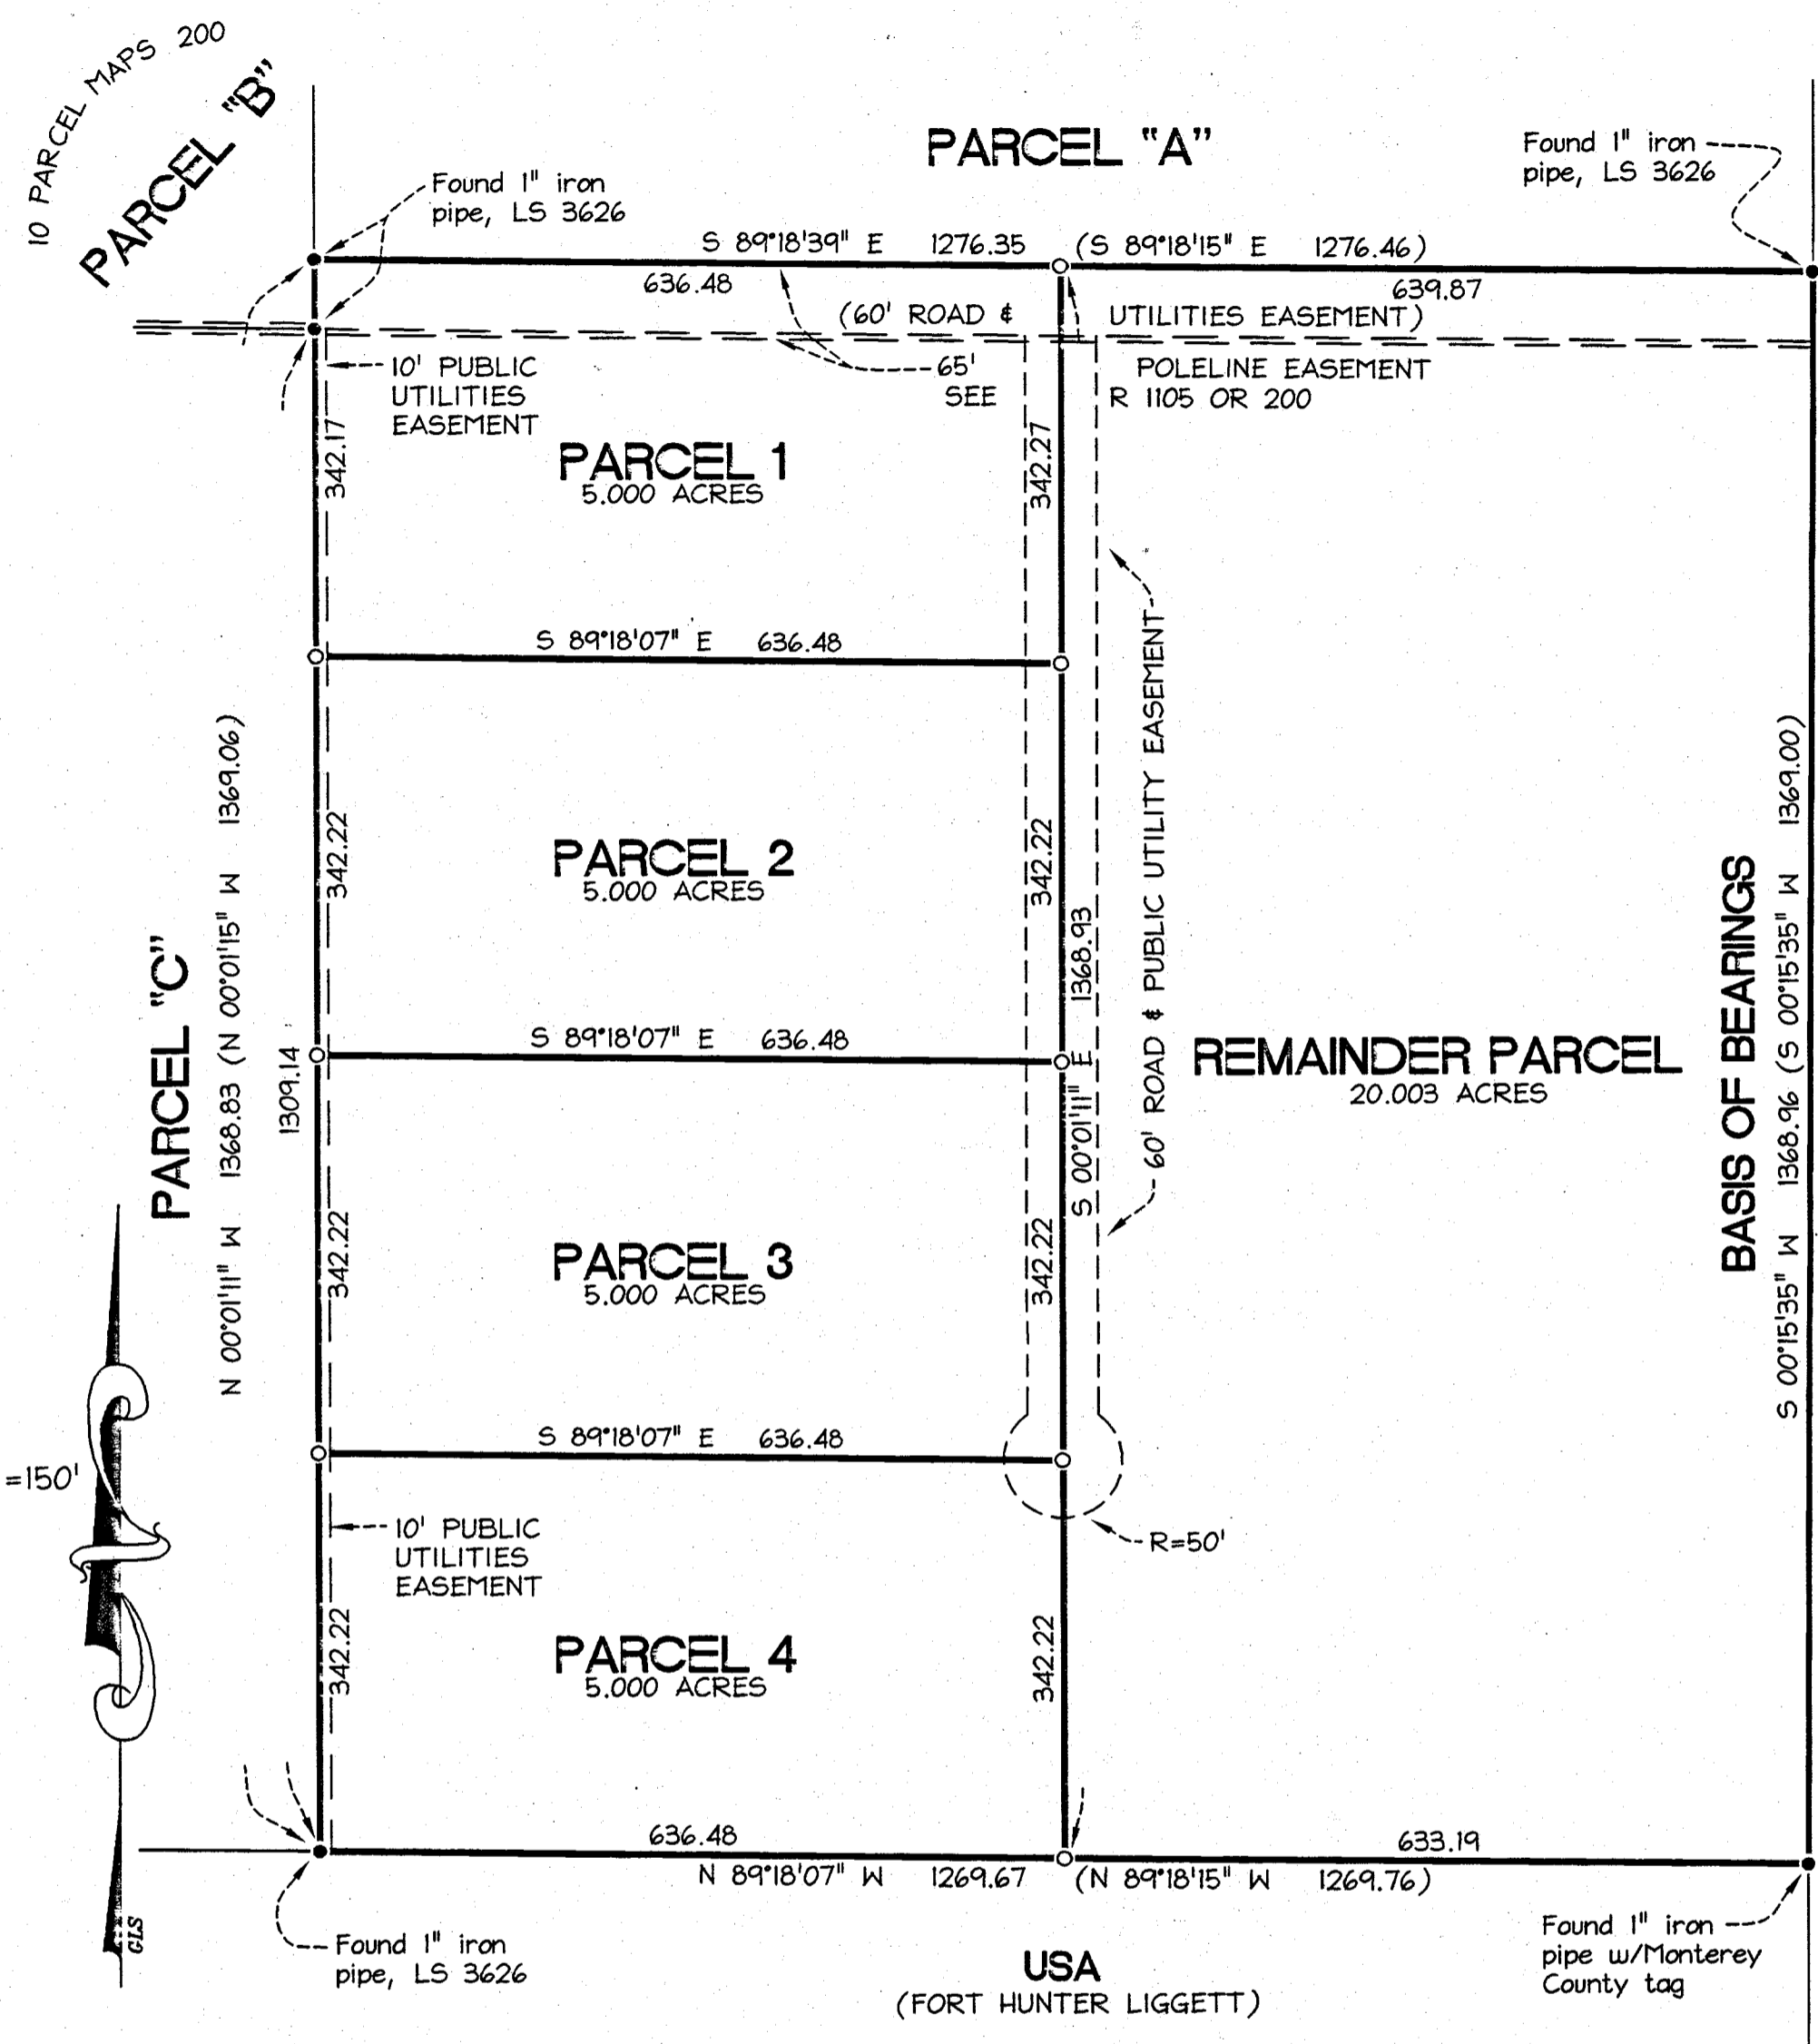 10 PARCEL MAPS 200
PARCEL "B"
PARCEL "A"
Found 1" iron
pipe, LS 3626
Found 1" iron
pipe, LS 3626
S 89°18'39" E 1276.35 (S 89°18'15" E 1276.46)
636.48
639.87
(60' ROAD & UTILITIES EASEMENT)
10' PUBLIC
UTILITIES
EASEMENT
65' POLELINE EASEMENT
SEE R 1105 OR 200
342.17
PARCEL 1
5.000 ACRES
342.27
S 89°18'07" E 636.48
60' ROAD & PUBLIC UTILITY EASEMENT
342.22
PARCEL 2
5.000 ACRES
342.22
PARCEL "C"
N 00°01'11" W 1368.83 (N 00°01'15" W 1369.06)
1309.14
S 89°18'07" E 636.48
S 00°01'11" E 1368.93
REMAINDER PARCEL
20.003 ACRES
BASIS OF BEARINGS
S 00°15'35" W 1368.96 (S 00°15'35" W 1369.00)
342.22
PARCEL 3
5.000 ACRES
342.22
S 89°18'07" E 636.48
=150'
10' PUBLIC
UTILITIES
EASEMENT
R=50'
342.22
PARCEL 4
5.000 ACRES
342.22
636.48
633.19
N 89°18'07" W 1269.67 (N 89°18'15" W 1269.76)
GLS
Found 1" iron
pipe, LS 3626
USA
(FORT HUNTER LIGGETT)
Found 1" iron
pipe w/Monterey
County tag